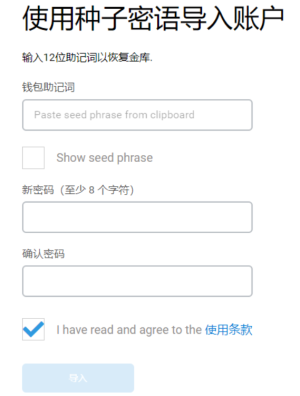 使用种子密语导入账户
输入12位助记词以恢复金库.
钱包助记词
Paste seed phrase from clipboard
Show seed phrase
新密码（至少 8 个字符）
确认密码
I have read and agree to the 使用条款
导入